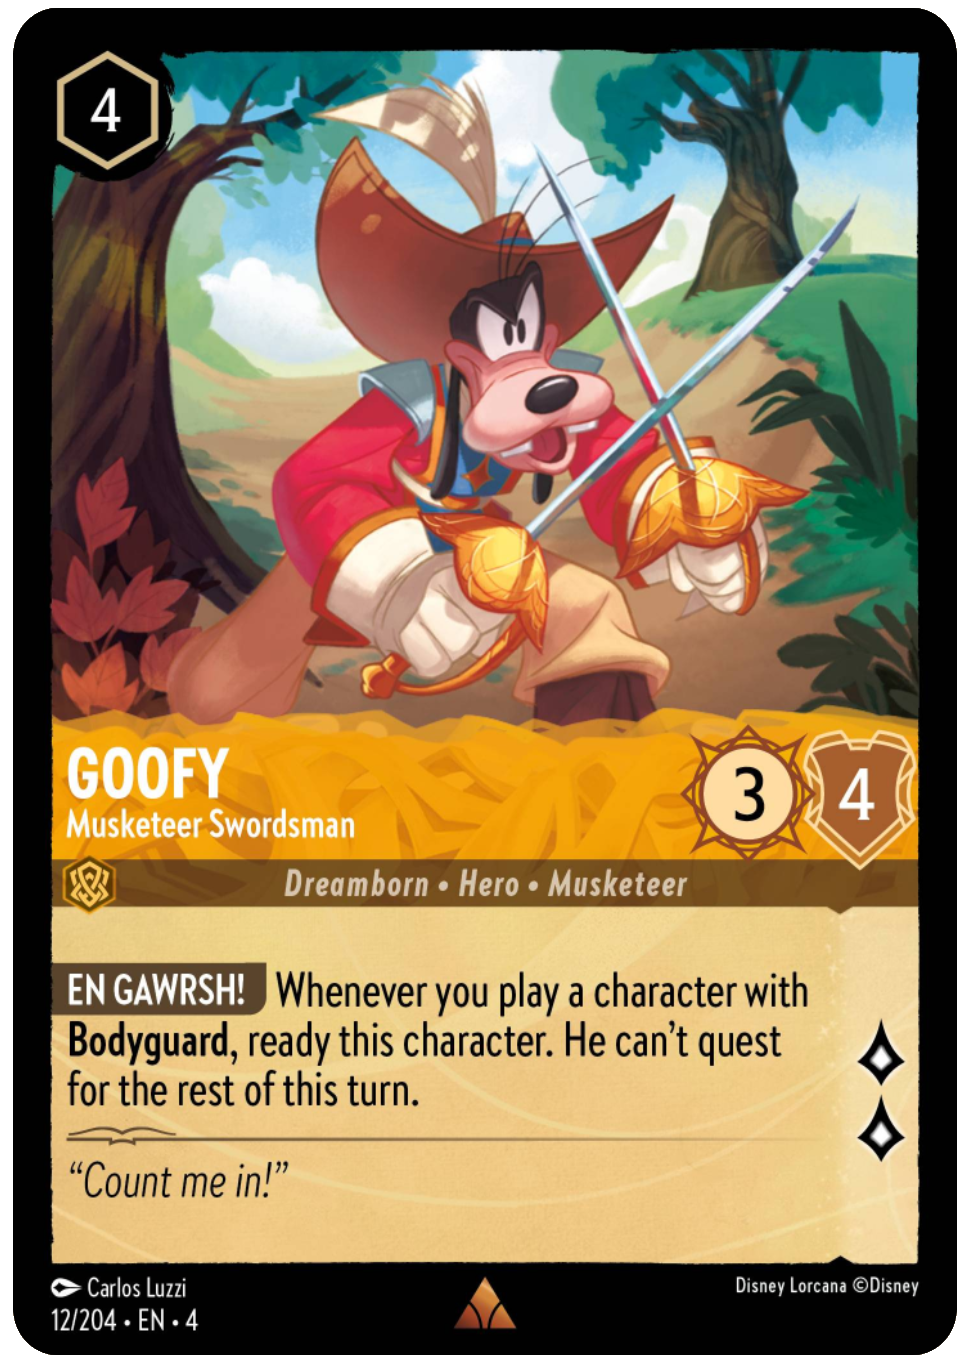 4
GOOFY
Musketeer Swordsman
3
4
Dreamborn • Hero • Musketeer
EN GAWRSH! Whenever you play a character with
Bodyguard, ready this character. He can't quest
for the rest of this turn.
“Count me in!”
Carlos Luzzi
12/204 • EN • 4
Disney Lorcana ©Disney